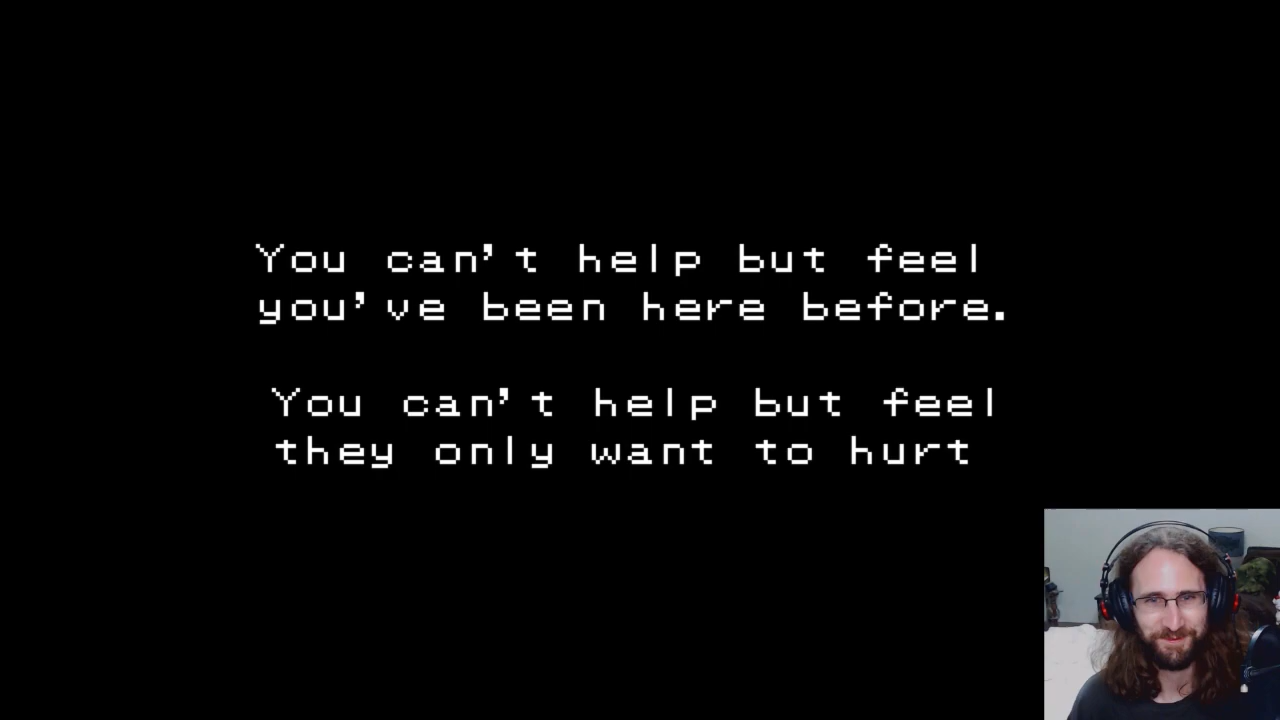 You can't help but feel
you've been here before.
You can't help but feel
they only want to hurt